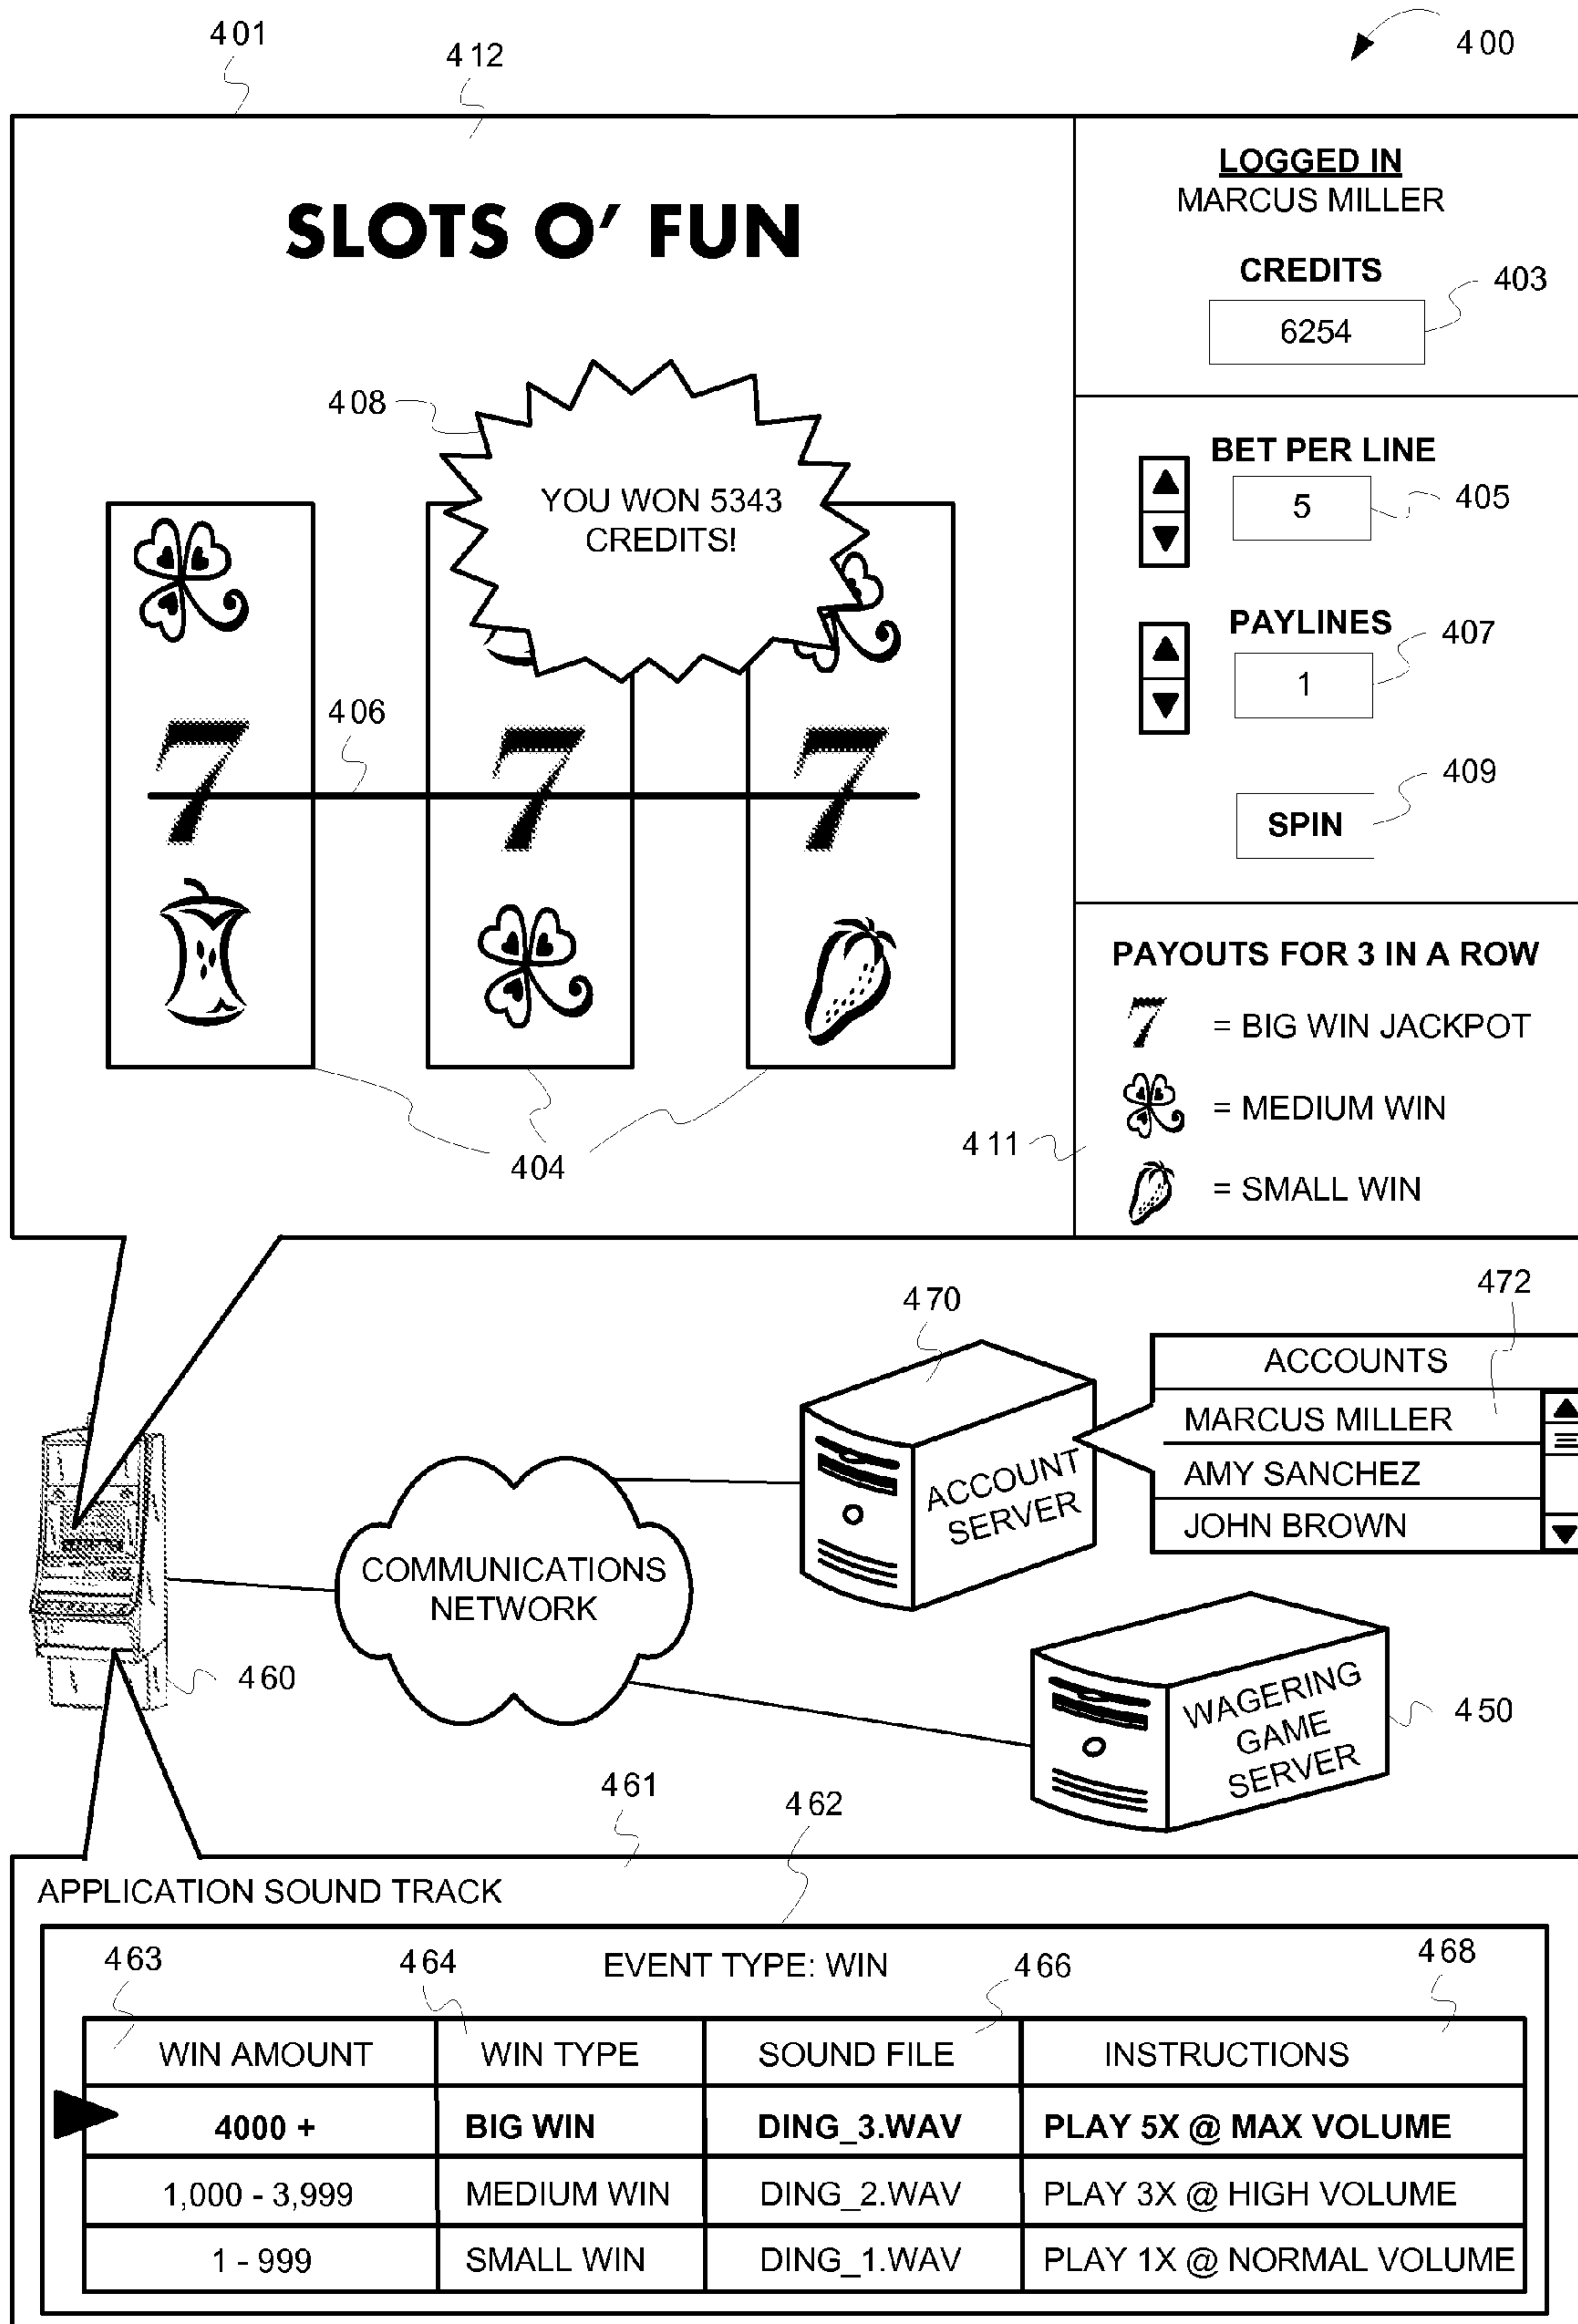 401
412
400
SLOTS O' FUN
LOGGED IN
MARCUS MILLER
CREDITS
403
6254
408
YOU WON 5343
CREDITS!
BET PER LINE
5
405
PAYLINES
407
1
406
7 7 7
409
SPIN
PAYOUTS FOR 3 IN A ROW
7 = BIG WIN JACKPOT
= MEDIUM WIN
411
= SMALL WIN
404
470
472
ACCOUNTS
MARCUS MILLER
AMY SANCHEZ
JOHN BROWN
ACCOUNT
SERVER
COMMUNICATIONS
NETWORK
460
WAGERING
GAME
SERVER
450
461
462
APPLICATION SOUND TRACK
463
464
EVENT TYPE: WIN
466
468
WIN AMOUNT WIN TYPE SOUND FILE INSTRUCTIONS
4000 + BIG WIN DING_3.WAV PLAY 5X @ MAX VOLUME
1,000 - 3,999 MEDIUM WIN DING_2.WAV PLAY 3X @ HIGH VOLUME
1 - 999 SMALL WIN DING_1.WAV PLAY 1X @ NORMAL VOLUME